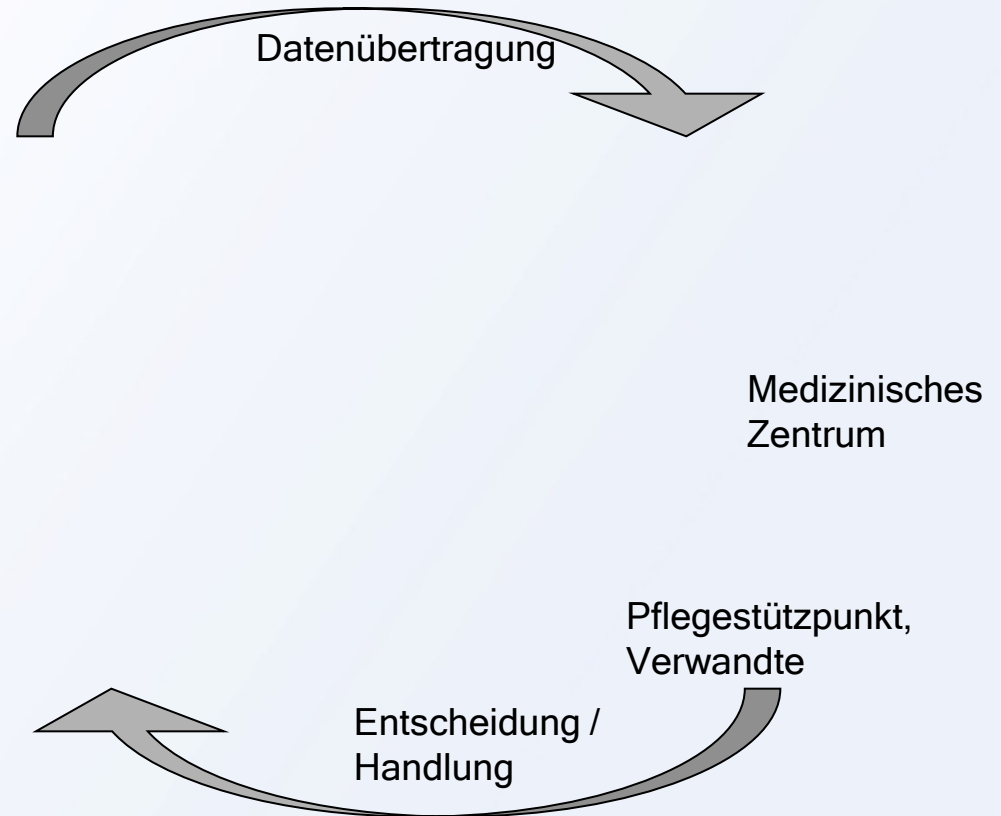 Datenübertragung
Medizinisches
Zentrum
Pflegestützpunkt,
Verwandte
Entscheidung /
Handlung